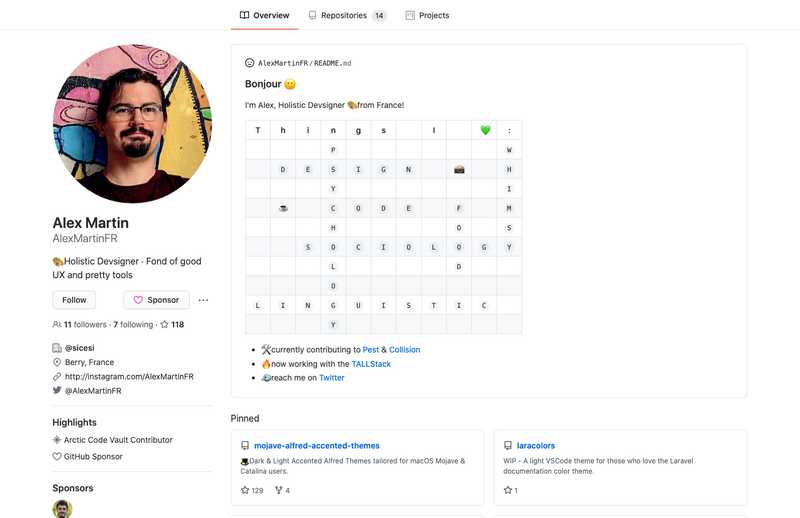 Overview Repositories 14 Projects
Alex Martin
AlexMartinFR
🎨Holistic Devsigner · Fond of good
UX and pretty tools
Follow Sponsor ...
11 followers · 7 following · 118
@sicesi
Berry, France
http://instagram.com/AlexMartinFR
@AlexMartinFR
Highlights
Arctic Code Vault Contributor
GitHub Sponsor
Sponsors
AlexMartinFR/README.md
Bonjour 🙂
I'm Alex, Holistic Devsigner 🎨from France!
T h i n g s I 💚 :
P W
D E S I G N 📸 H
Y I
☕ C O D E F M
H O S
S O C I O L O G Y
L D
O
L I N G U I S T I C
Y
🛠currently contributing to Pest & Collision
🔥now working with the TALLStack
reach me on Twitter
Pinned
mojave-alfred-accented-themes
🎩Dark & Light Accented Alfred Themes tailored for macOS Mojave &
Catalina users.
129 4
laracolors
WIP - A light VSCode theme for those who love the Laravel
documentation color theme.
1